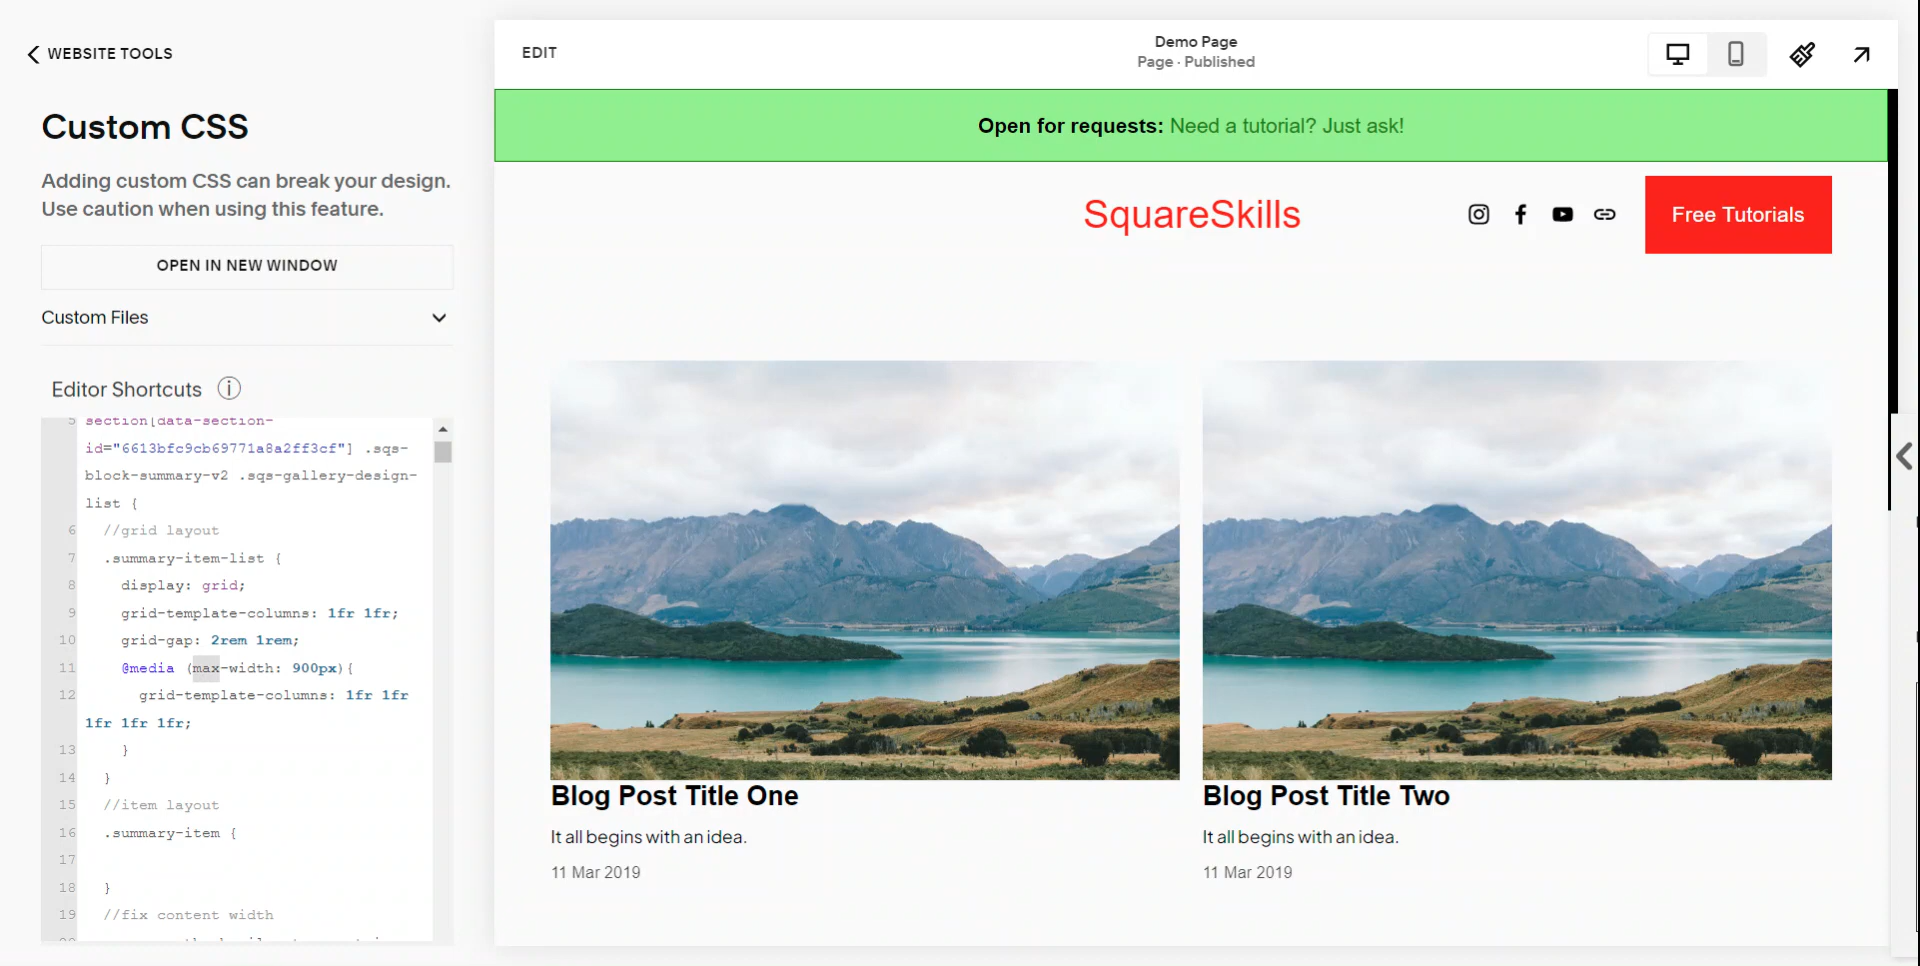 WEBSITE TOOLS
Custom CSS
Adding custom CSS can break your design.
Use caution when using this feature.
OPEN IN NEW WINDOW
Custom Files
Editor Shortcuts
5 section[data-section-
id="6613bfc9cb69771a8a2ff3cf"] .sqs-
block-summary-v2 .sqs-gallery-design-
list {
6 //grid layout
7 .summary-item-list {
8 display: grid;
9 grid-template-columns: 1fr 1fr;
10 grid-gap: 2rem 1rem;
11 @media (max-width: 900px){
12 grid-template-columns: 1fr 1fr
1fr 1fr 1fr;
13 }
14 }
15 //item layout
16 .summary-item {
17
18 }
19 //fix content width
EDIT
Demo Page
Page · Published
Open for requests: Need a tutorial? Just ask!
SquareSkills
Free Tutorials
Blog Post Title One
It all begins with an idea.
11 Mar 2019
Blog Post Title Two
It all begins with an idea.
11 Mar 2019